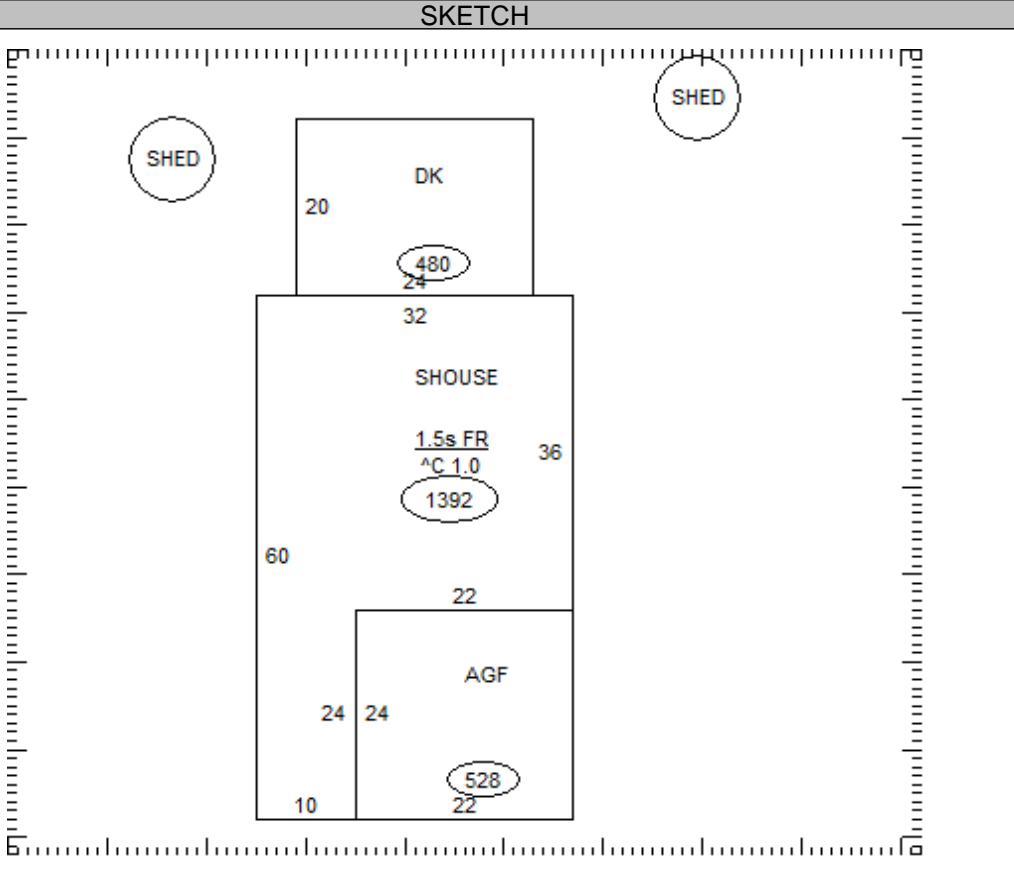 SKETCH
SHED
SHED
DK
20
480
24
32
SHOUSE
1.5s FR
^C 1.0
36
1392
60
22
AGF
24
24
528
10
22